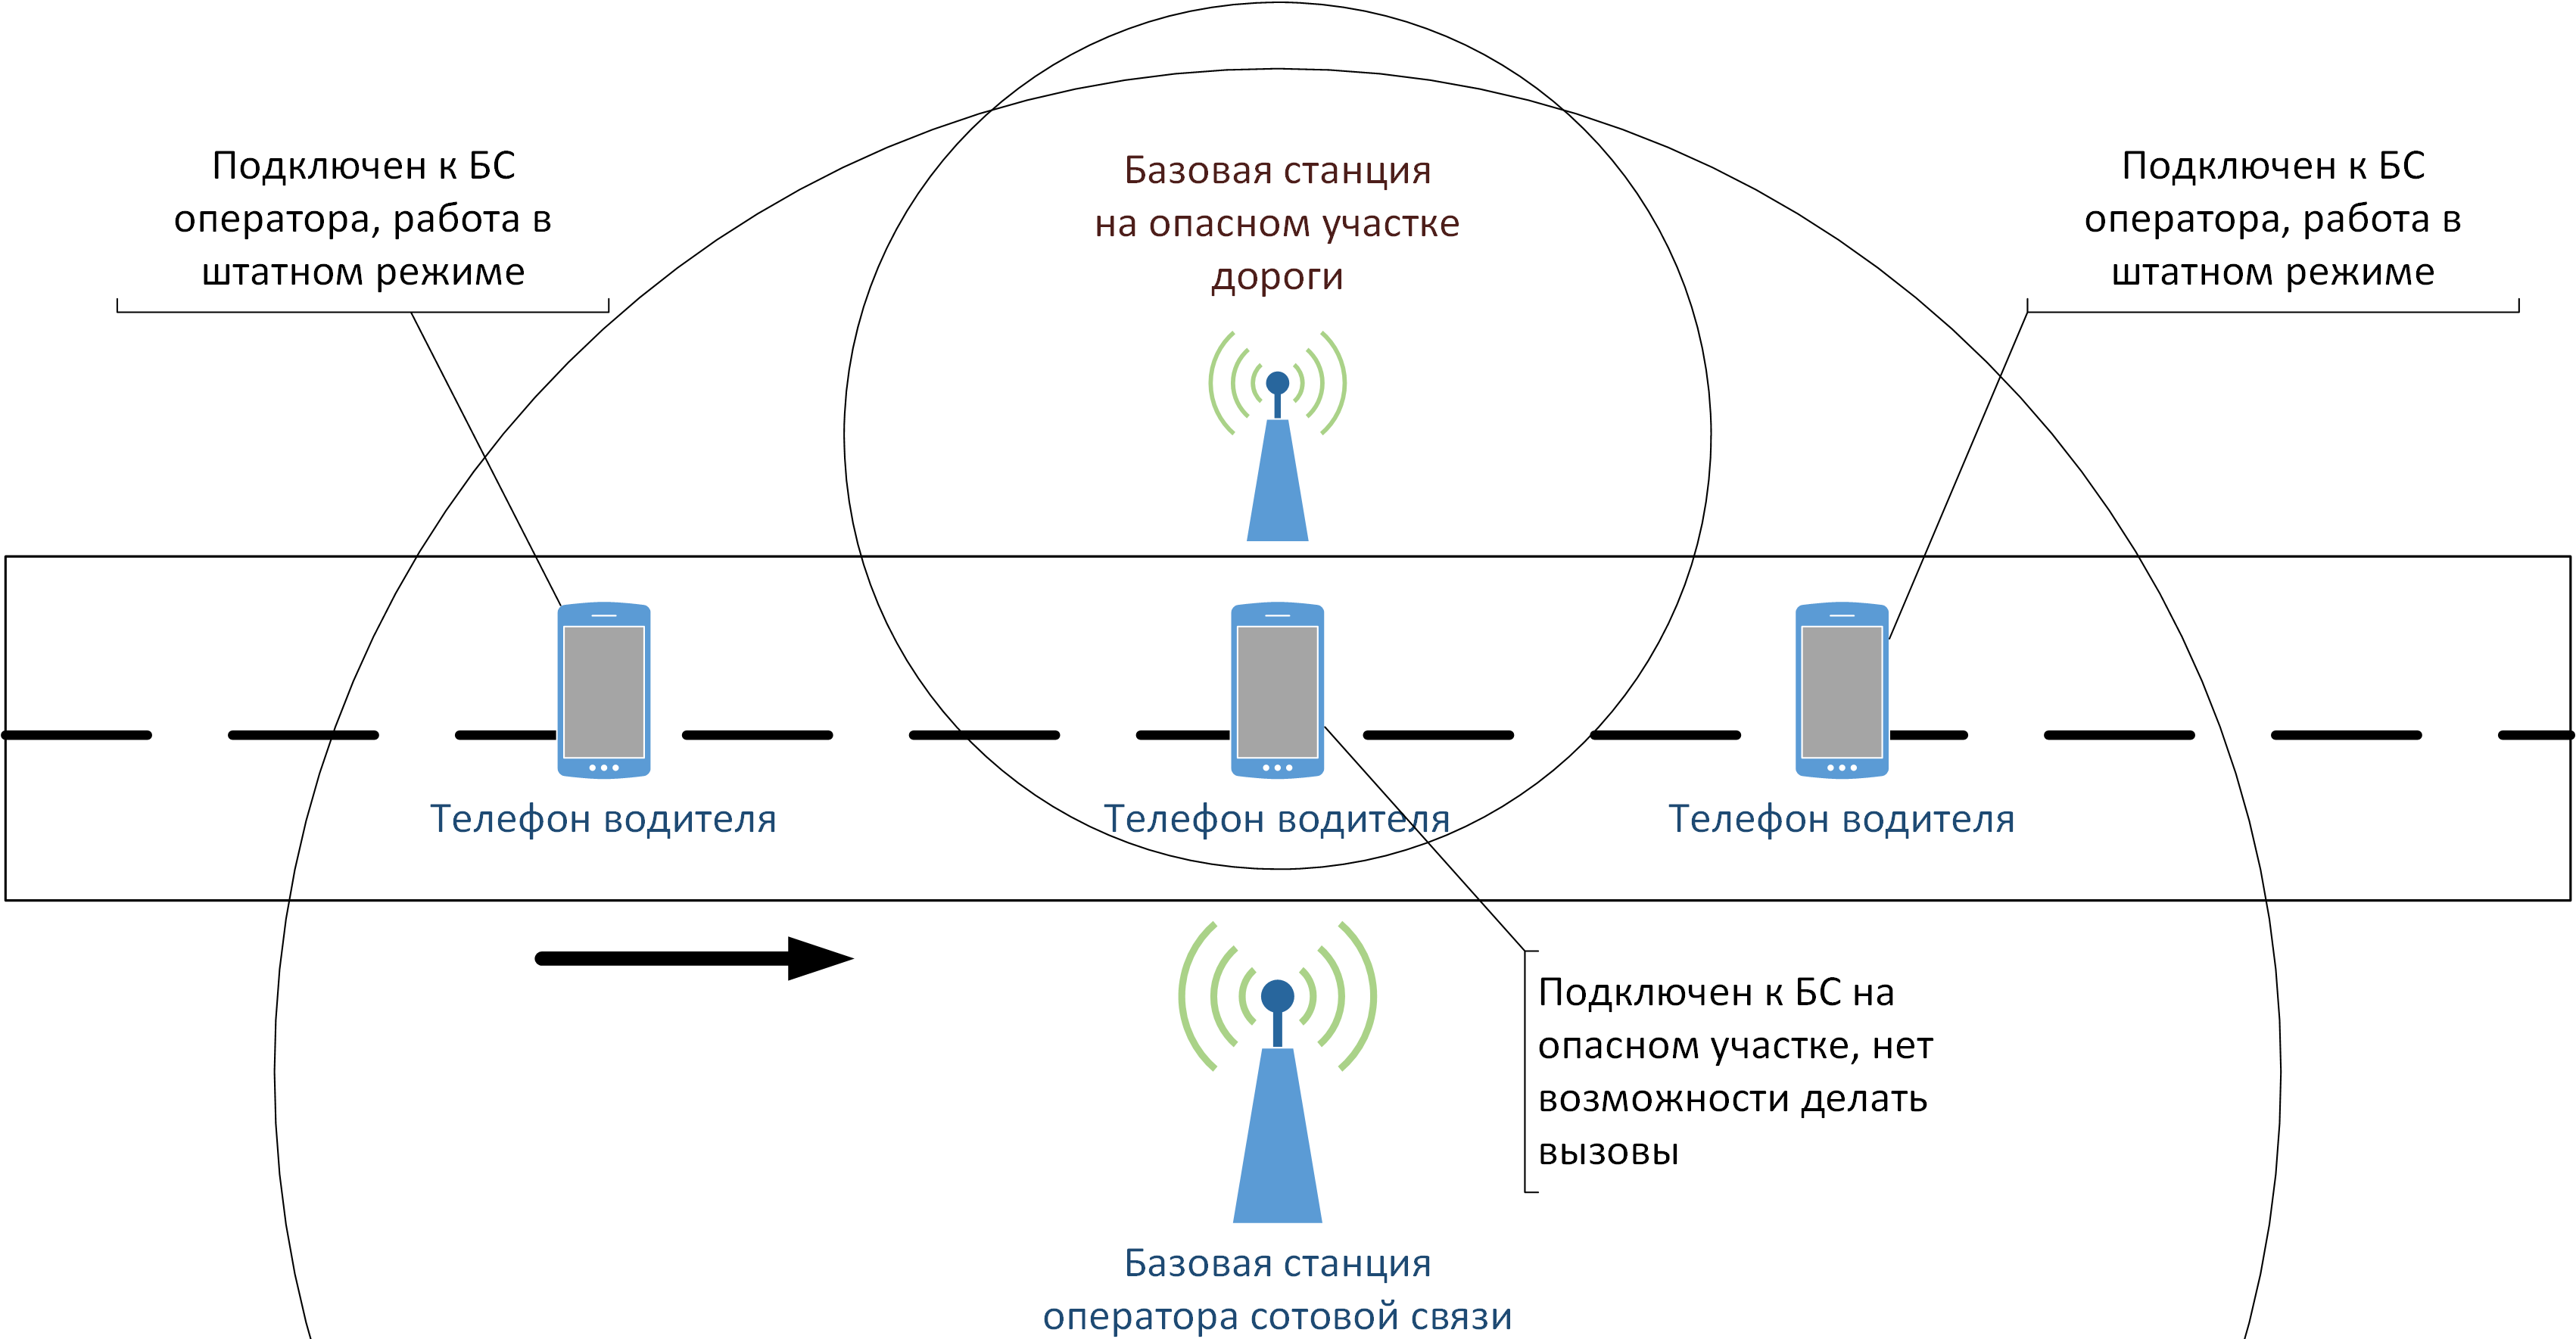 Подключен к БС
оператора, работа в
штатном режиме
Базовая станция
на опасном участке
дороги
Подключен к БС
оператора, работа в
штатном режиме
Телефон водителя
Телефон водителя
Телефон водителя
Подключен к БС на
опасном участке, нет
возможности делать
вызовы
Базовая станция
оператора сотовой связи